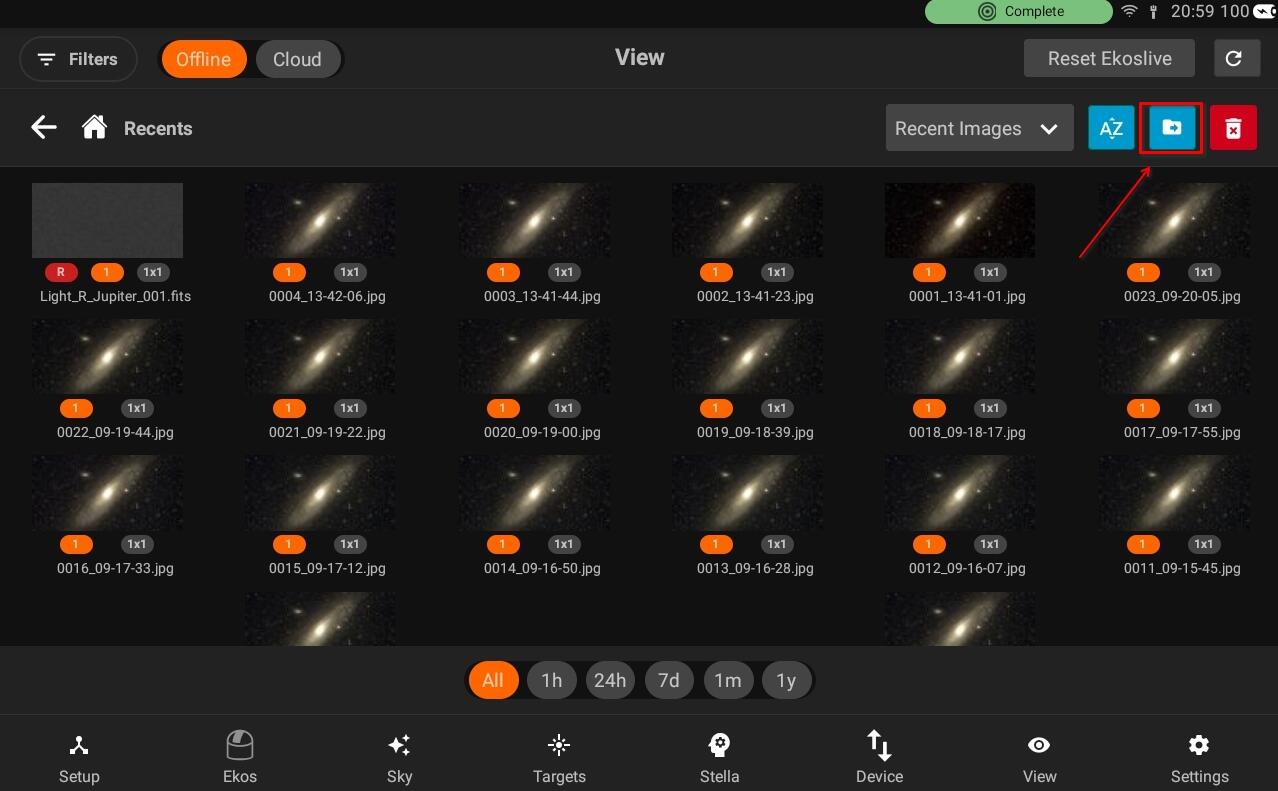 Complete 20:59 100
Filters Offline Cloud View Reset Ekoslive
Recents Recent Images AZ
R 1 1x1 1 1x1 1 1x1 1 1x1 1 1x1 1 1x1
Light_R_Jupiter_001.fits 0004_13-42-06.jpg 0003_13-41-44.jpg 0002_13-41-23.jpg 0001_13-41-01.jpg 0023_09-20-05.jpg
1 1x1 1 1x1 1 1x1 1 1x1 1 1x1 1 1x1
0022_09-19-44.jpg 0021_09-19-22.jpg 0020_09-19-00.jpg 0019_09-18-39.jpg 0018_09-18-17.jpg 0017_09-17-55.jpg
1 1x1 1 1x1 1 1x1 1 1x1 1 1x1 1 1x1
0016_09-17-33.jpg 0015_09-17-12.jpg 0014_09-16-50.jpg 0013_09-16-28.jpg 0012_09-16-07.jpg 0011_09-15-45.jpg
All 1h 24h 7d 1m 1y
Setup Ekos Sky Targets Stella Device View Settings